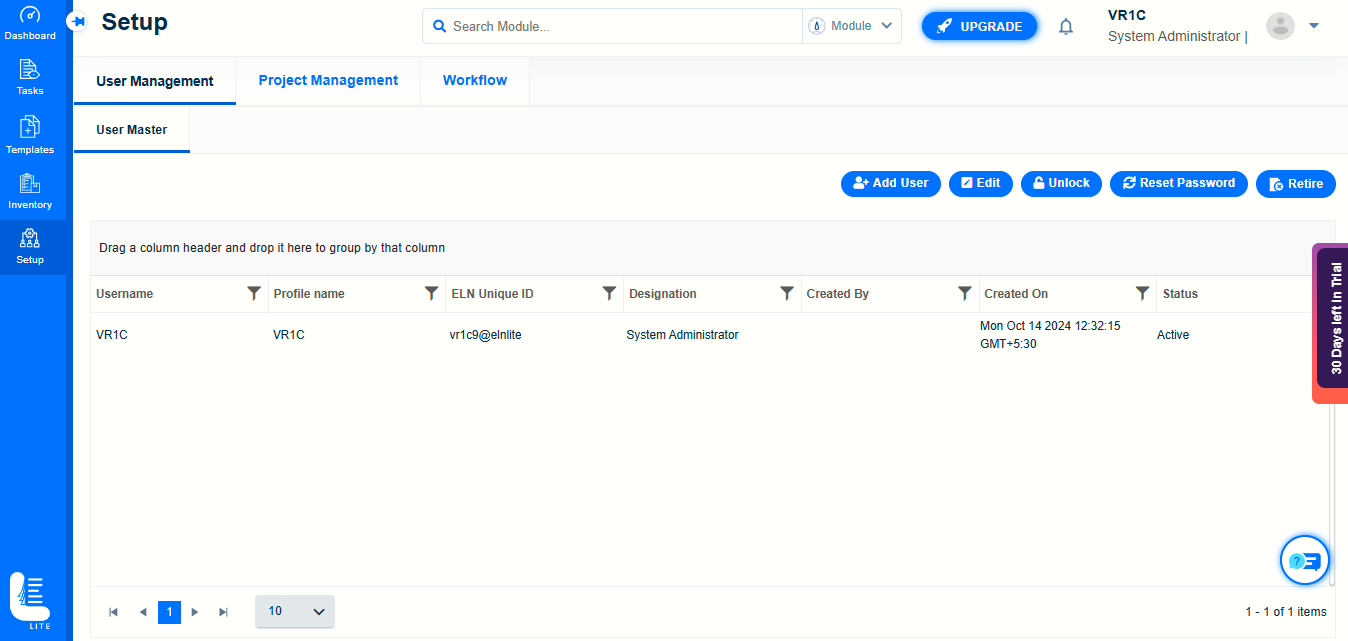 Dashboard
Tasks
Templates
Inventory
Setup
LITE
Setup
Search Module...
Module
UPGRADE
VR1C
System Administrator |
User Management
Project Management
Workflow
User Master
Add User
Edit
Unlock
Reset Password
Retire
Drag a column header and drop it here to group by that column
Username
Profile name
ELN Unique ID
Designation
Created By
Created On
Status
VR1C
VR1C
vr1c9@elnlite
System Administrator
Mon Oct 14 2024 12:32:15
GMT+5:30
Active
30 Days left In Trial
?
1
10
1 - 1 of 1 items